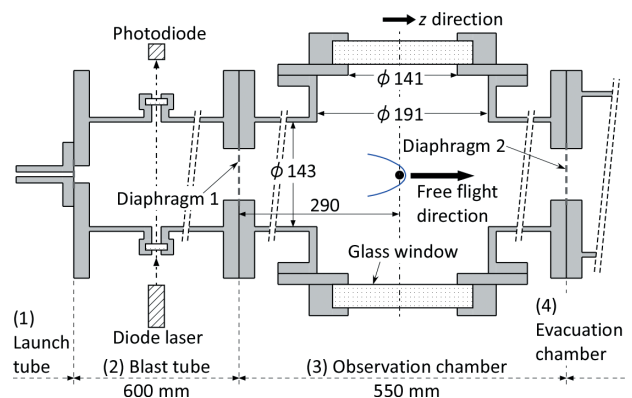 Photodiode
z direction
ϕ 141
ϕ 191
Diaphragm 2
ϕ 143
Diaphragm 1
Free flight
direction
290
Glass window
(1)
Launch
tube
Diode laser
(4)
Evacuation
chamber
(2) Blast tube
(3) Observation chamber
600 mm
550 mm